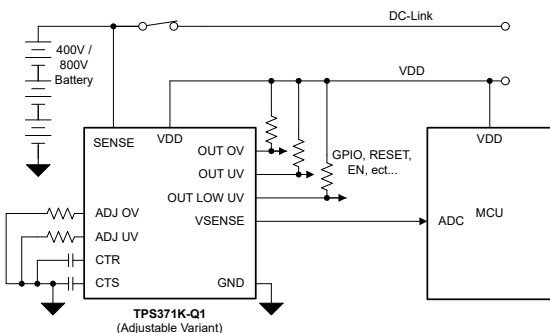 DC-Link
400V /
800V
Battery
VDD
SENSE
VDD
OUT OV
OUT UV
OUT LOW UV
VSENSE
GPIO, RESET,
EN, ect...
VDD
ADC
MCU
ADJ OV
ADJ UV
CTR
CTS
GND
TPS371K-Q1
(Adjustable Variant)